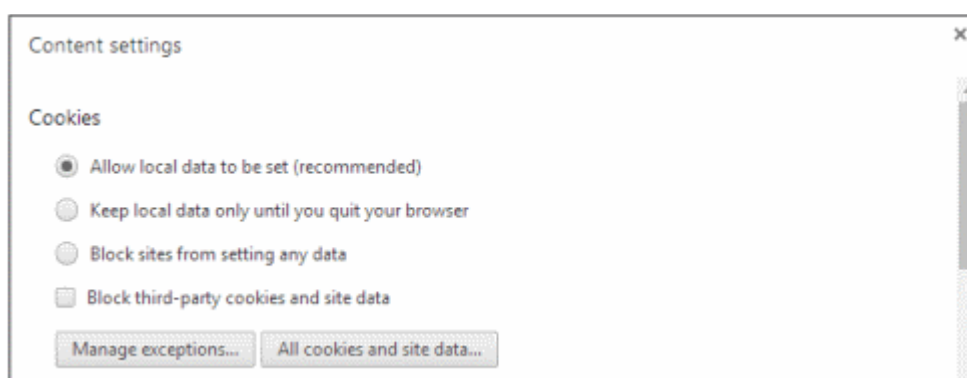 Content settings
Cookies
Allow local data to be set (recommended)
Keep local data only until you quit your browser
Block sites from setting any data
Block third-party cookies and site data
Manage exceptions... All cookies and site data...